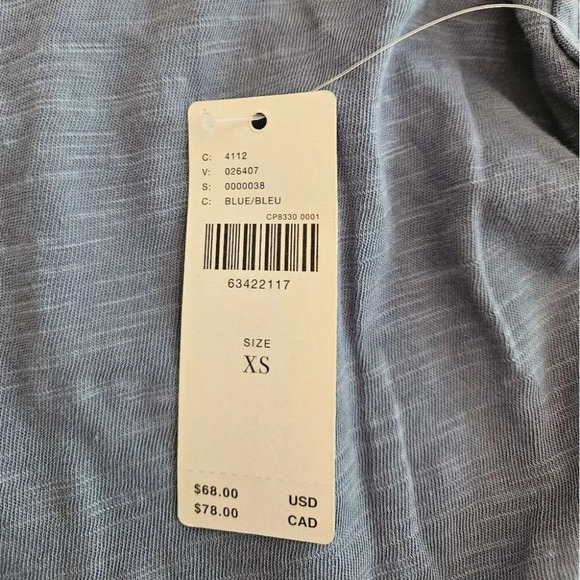 C: 4112
V: 026407
S: 0000038
C: BLUE/BLEU
CP8330 0001
63422117
SIZE
XS
$68.00 USD
$78.00 CAD